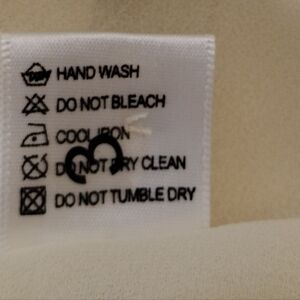 HAND WASH
DO NOT BLEACH
COOL IRON
DO NOT DRY CLEAN
DO NOT TUMBLE DRY